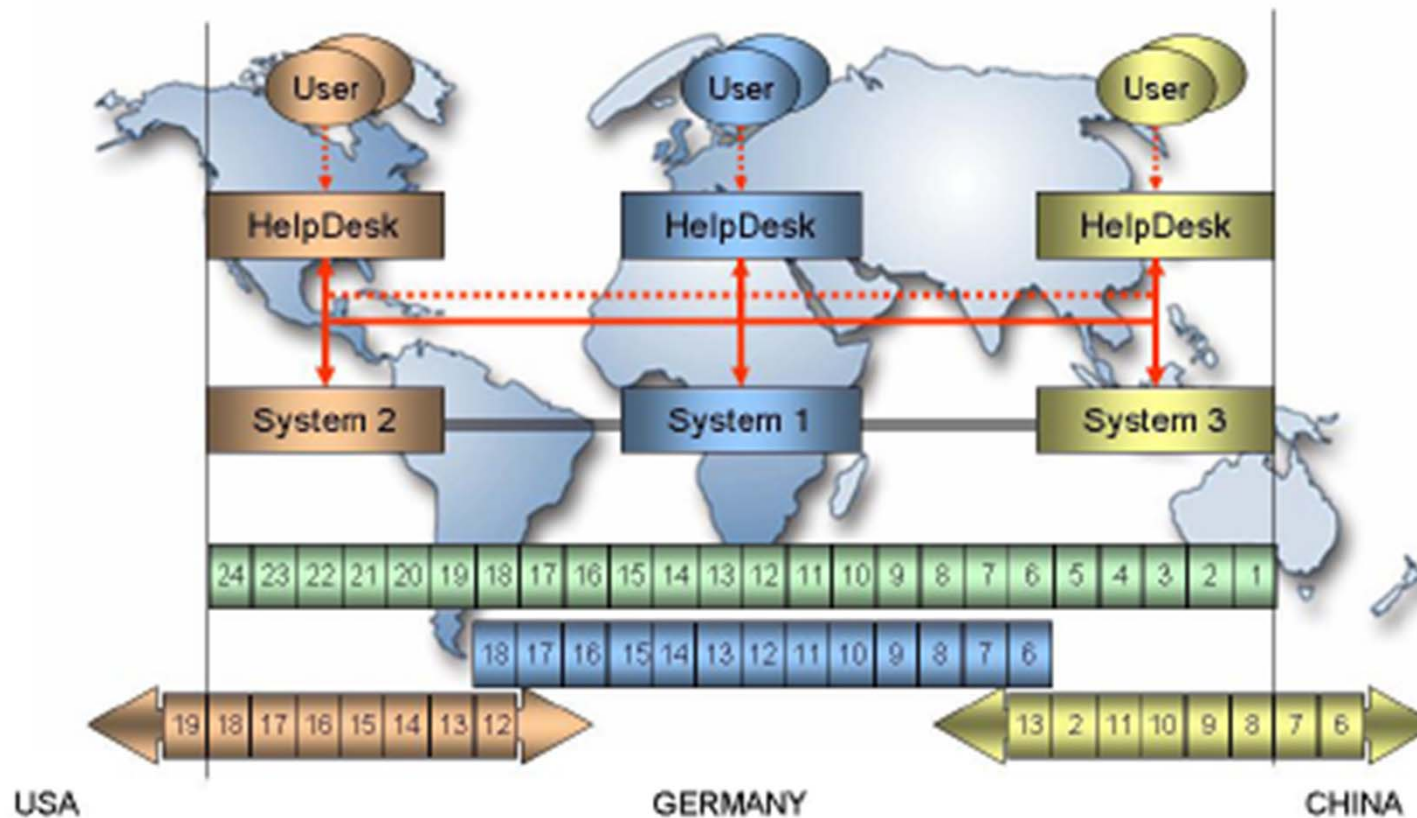 User User User
HelpDesk HelpDesk HelpDesk
System 2 System 1 System 3
24 23 22 21 20 19 18 17 16 15 14 13 12 11 10 9 8 7 6 5 4 3 2 1
18 17 16 15 14 13 12 11 10 9 8 7 6
19 18 17 16 15 14 13 12 13 2 11 10 9 8 7 6
USA GERMANY CHINA